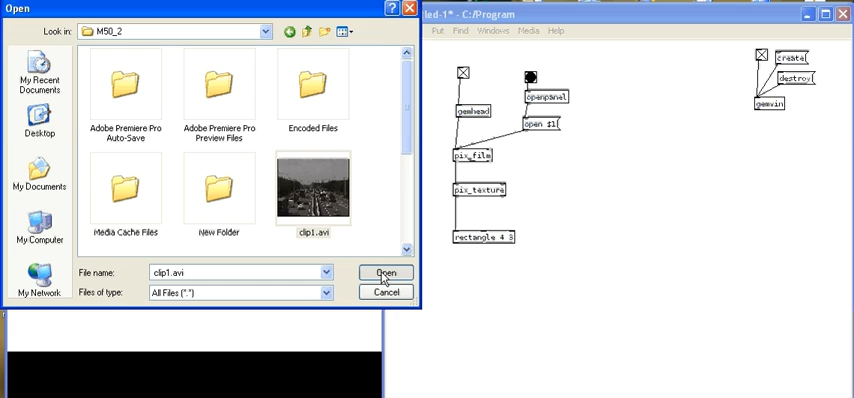 Open
Look in: M50_2
My Recent
Documents
Desktop
My Documents
My Computer
My Network
Adobe Premiere Pro
Auto-Save
Adobe Premiere Pro
Preview Files
Encoded Files
Media Cache Files
New Folder
clip1.avi
File name: clip1.avi
Open
Files of type: All Files (*.*)
Cancel
tled-1* - C:/Program
Put Find Windows Media Help
gemhead
openpanel
open $1
pix_film
pix_texture
rectangle 4 3
create
destroy
gemwin